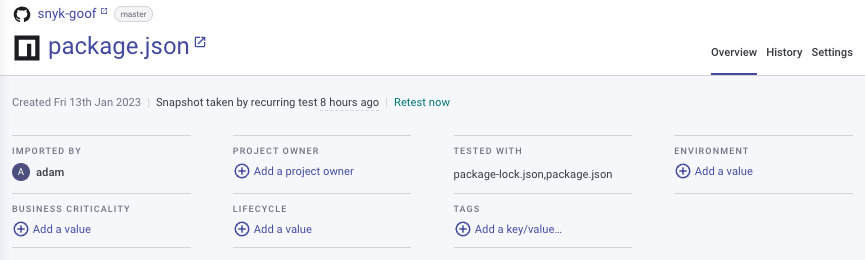 snyk-goof master
package.json
Overview History Settings
Created Fri 13th Jan 2023 | Snapshot taken by recurring test 8 hours ago | Retest now
IMPORTED BY PROJECT OWNER TESTED WITH ENVIRONMENT
A adam Add a project owner package-lock.json,package.json Add a value
BUSINESS CRITICALITY LIFECYCLE TAGS
Add a value Add a value Add a key/value...